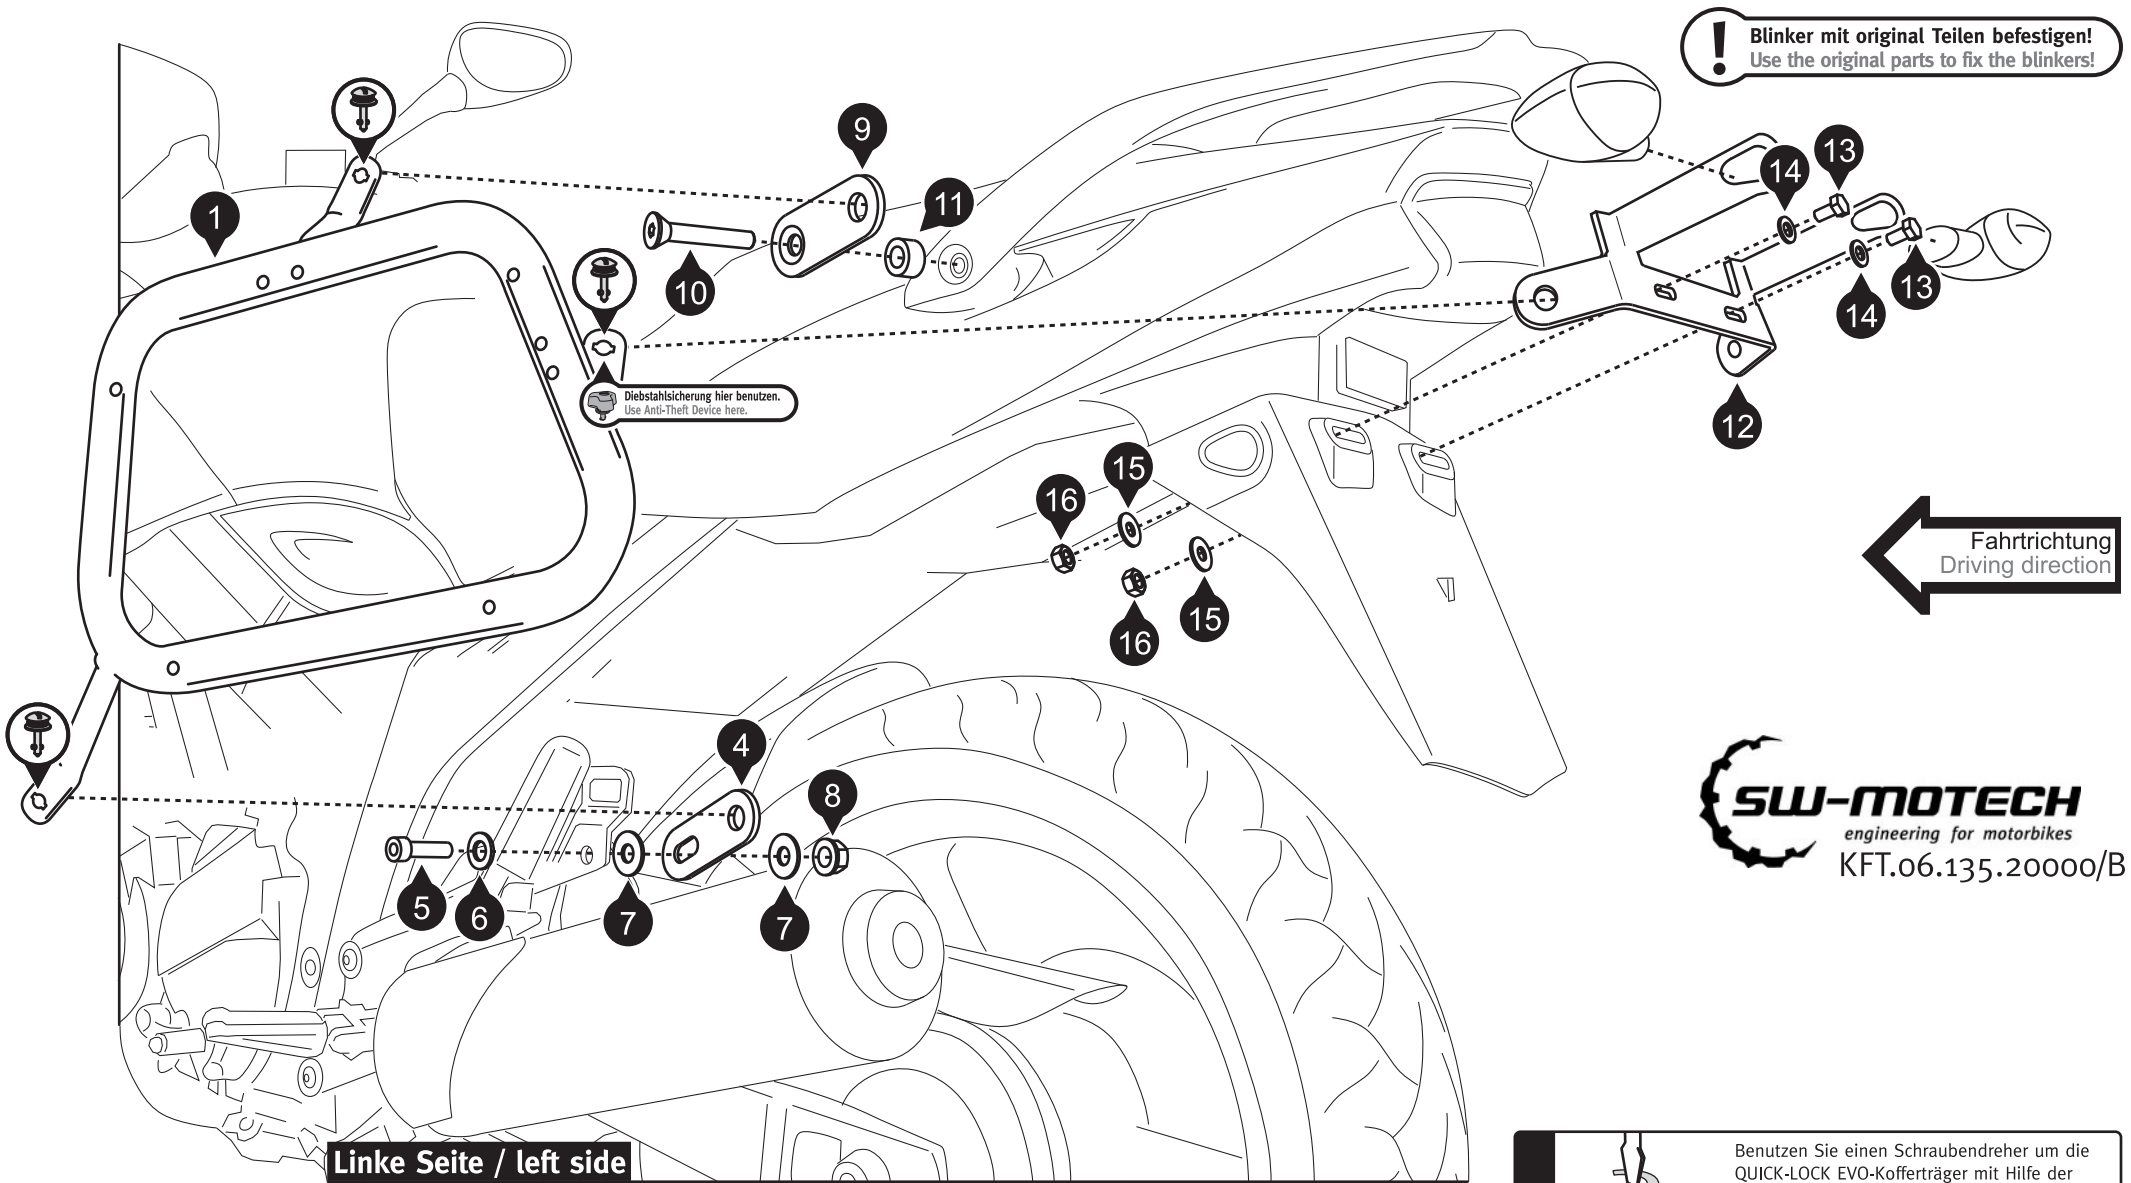 Blinker mit original Teilen befestigen!
Use the original parts to fix the blinkers!
9
13
14
1
11
10
13
14
Diebstahlsicherung hier benutzen.
Use Anti-Theft Device here.
12
15
16
Fahrtrichtung
Driving direction
15
16
4
8
SW-MOTECH
engineering for motorbikes
KFT.06.135.20000/B
5
6
7
7
Linke Seite / left side
Benutzen Sie einen Schraubendreher um die
QUICK-LOCK EVO-Kofferträger mit Hilfe der